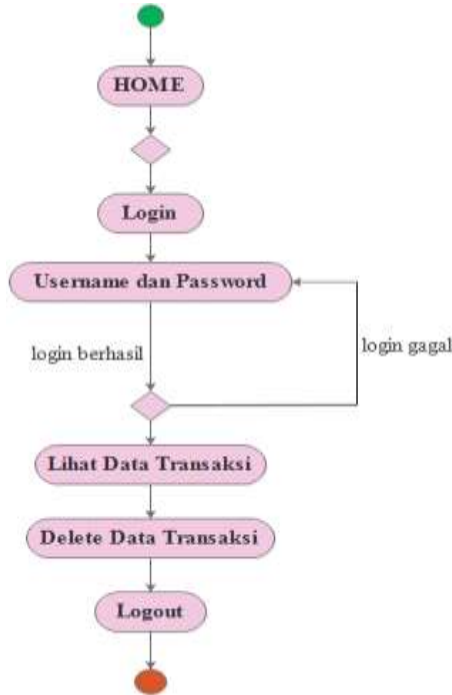 HOME
Login
Username dan Password
login berhasil
login gagal
Lihat Data Transaksi
Delete Data Transaksi
Logout